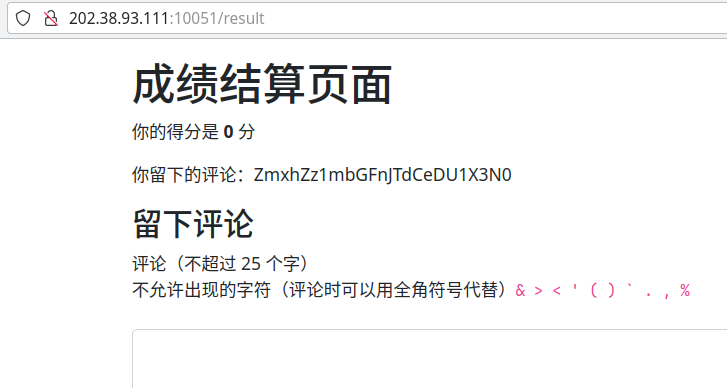 202.38.93.111:10051/result
成绩结算页面
你的得分是 0 分
你留下的评论：ZmxhZz1mbGFnJTdCeDU1X3N0
留下评论
评论（不超过 25 个字）
不允许出现的字符（评论时可以用全角符号代替）& > < ' ( ) ` . , %